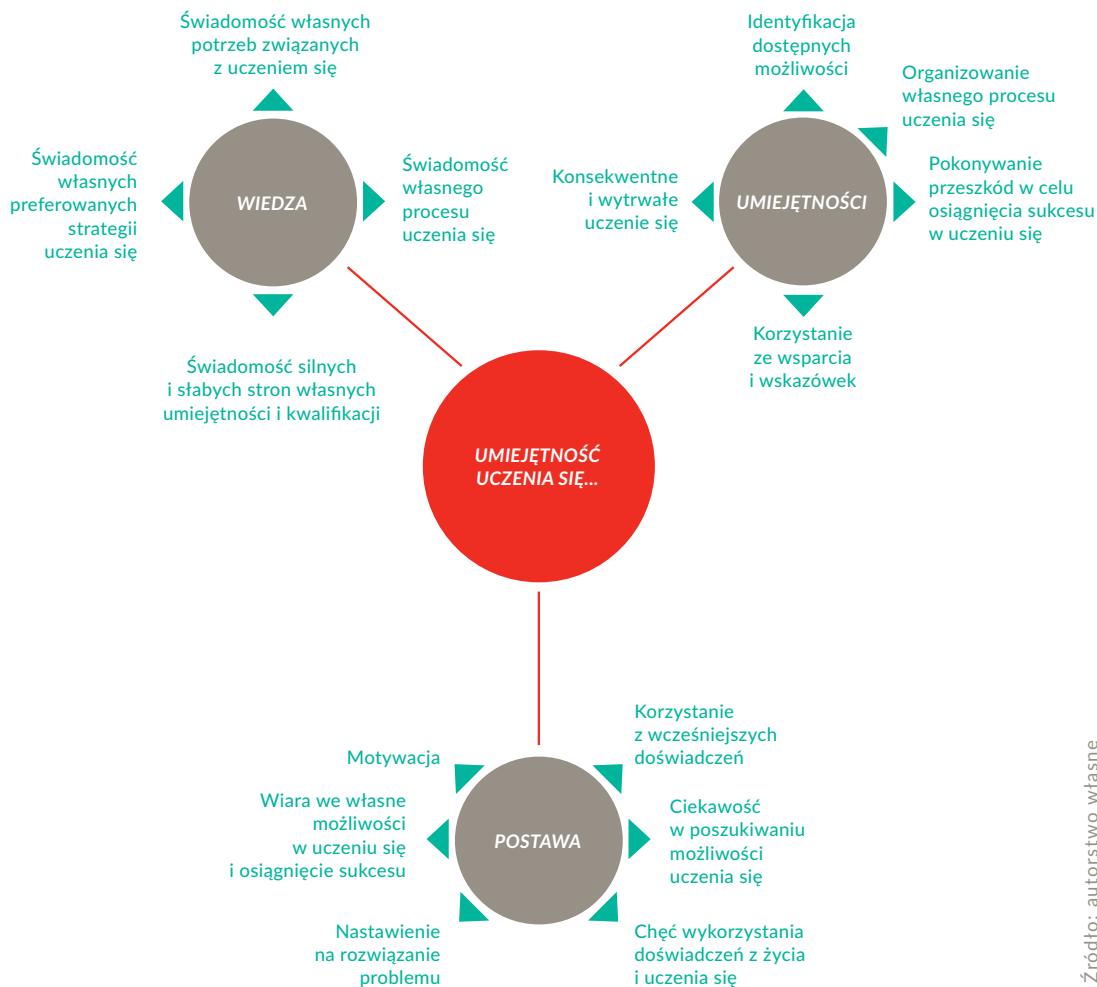 Świadomość własnych
potrzeb związanych
z uczeniem się
Świadomość
własnych
preferowanych
strategii
uczenia się
WIEDZA
Świadomość
własnego
procesu
uczenia się
Świadomość silnych
i słabych stron własnych
umiejętności i kwalifikacji
Identyfikacja
dostępnych
możliwości
Organizowanie
własnego procesu
uczenia się
Konsekwentne
i wytrwałe
uczenie się
UMIEJĘTNOŚCI
Pokonywanie
przeszkód w celu
osiągnięcia sukcesu
w uczeniu się
Korzystanie
ze wsparcia
i wskazówek
UMIEJĘTNOŚĆ
UCZENIA SIĘ...
Motywacja
Korzystanie
z wcześniejszych
doświadczeń
Wiara we własne
możliwości
w uczeniu się
i osiągnięcie sukcesu
POSTAWA
Ciekawość
w poszukiwaniu
możliwości
uczenia się
Nastawienie
na rozwiązanie
problemu
Chęć wykorzystania
doświadczeń z życia
i uczenia się
Źródło: autorstwo własne